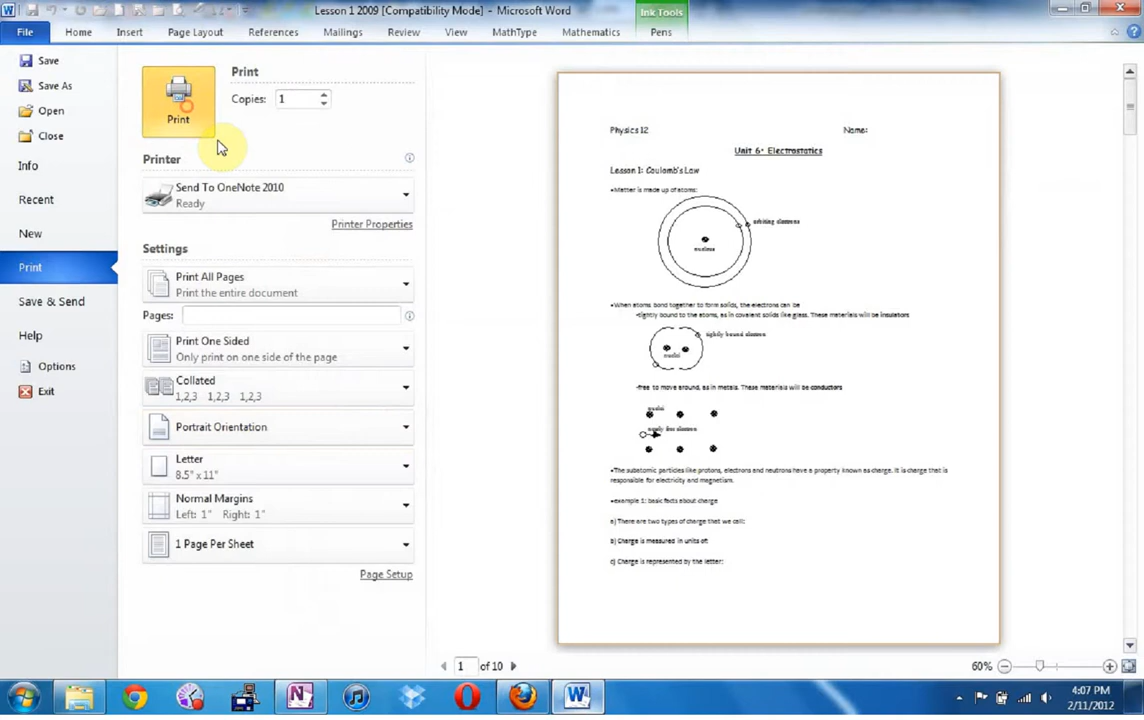 Lesson 1 2009 [Compatibility Mode] - Microsoft Word
Ink Tools
File Home Insert Page Layout References Mailings Review View MathType Mathematics Pens
Save
Save As
Open
Close
Info
Recent
New
Print
Save & Send
Help
Options
Exit
Print
Print
Copies: 1
Printer
Send To OneNote 2010
Ready
Printer Properties
Settings
Print All Pages
Print the entire document
Pages:
Print One Sided
Only print on one side of the page
Collated
1,2,3 1,2,3 1,2,3
Portrait Orientation
Letter
8.5" x 11"
Normal Margins
Left: 1" Right: 1"
1 Page Per Sheet
Page Setup
Physics 12 Name:
Unit 6: Electrostatics
Lesson 1: Coulomb's Law
•Matter is made up of atoms:
orbiting electrons
nucleus
•When atoms bond together to form solids, the electrons can be
•tightly bound to the atoms, as in covalent solids like glass. These materials will be insulators
tightly bound electron
nuclei
•free to move around, as in metals. These materials will be conductors
nuclei
nearly free electron
•The subatomic particles like protons, electrons and neutrons have a property known as charge. It is charge that is
responsible for electricity and magnetism.
•example 1: basic facts about charge
a) There are two types of charge that we call:
b) Charge is measured in units of:
c) Charge is represented by the letter:
1 of 10
60%
4:07 PM
2/11/2012